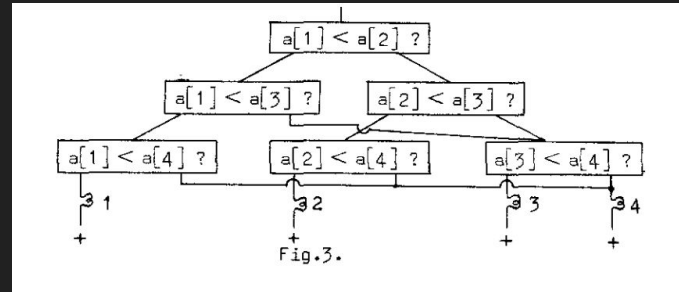 a[1] < a[2] ?
a[1] < a[3] ? a[2] < a[3] ?
a[1] < a[4] ? a[2] < a[4] ? a[3] < a[4] ?
1 2 3 4
+ + + +
Fig.3.